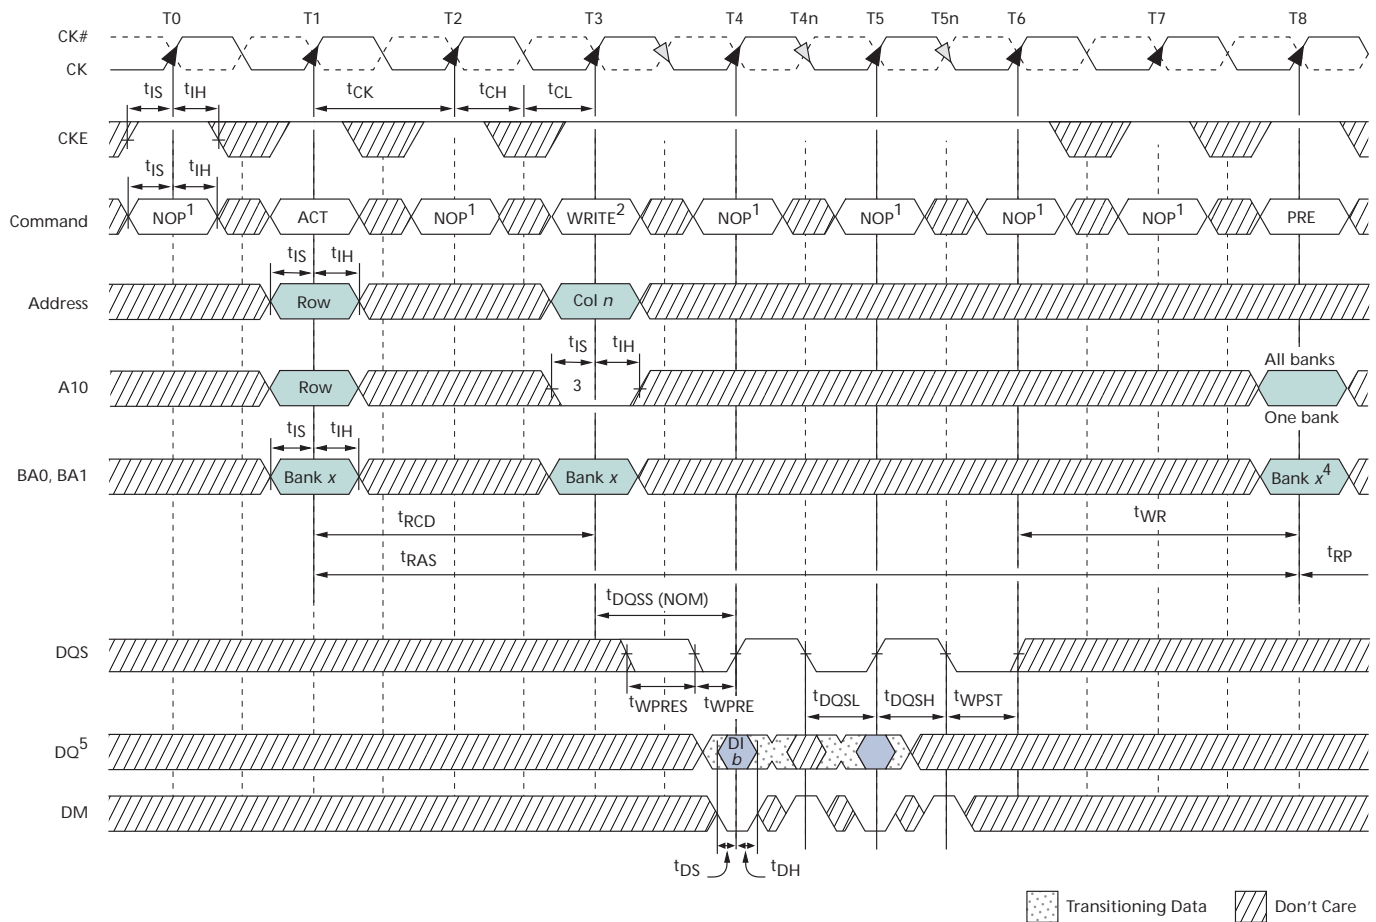 T0 T1 T2 T3 T4 T4n T5 T5n T6 T7 T8
CK#
CK
tIS tIH tCK tCH tCL
CKE
tIS tIH
Command NOP1 ACT NOP1 WRITE2 NOP1 NOP1 NOP1 NOP1 PRE
tIS tIH
Address Row Col n
tIS tIH
All banks
A10 Row 3
One bank
tIS tIH
BA0, BA1 Bank x Bank x Bank x4
tRCD tWR
tRAS tRP
tDQSS (NOM)
DQS
tWPRES tWPRE tDQSL tDQSH tWPST
DQ5 DI
b
DM
tDS tDH
Transitioning Data Don't Care